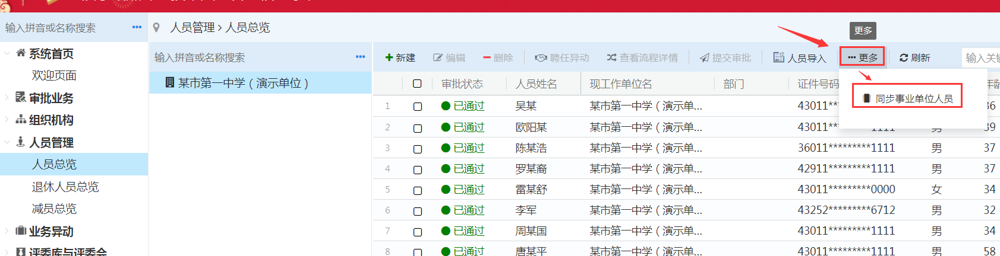 输入拼音或名称搜索 •••
人员管理 › 人员总览
更多
系统首页
欢迎页面
审批业务
组织机构
人员管理
人员总览
退休人员总览
减员总览
业务异动
评委库与评委会
输入拼音或名称搜索 •••
某市第一中学（演示单位）
新建 编辑 删除 聘任异动 查看流程详情 提交审批 人员导入 ••• 更多 刷新 输入关
同步事业单位人员
审批状态 人员姓名 现工作单位名 部门 证件号码 年龄
1 已通过 吴某 某市第一中学（演示单... 43011** 36
2 已通过 欧阳某 某市第一中学（演示单... 43011*********1111 男 39
3 已通过 陈某浩 某市第一中学（演示单... 36011*********1111 男 37
4 已通过 罗某裔 某市第一中学（演示单... 42911*********1111 男 37
5 已通过 雷某舒 某市第一中学（演示单... 43011*********0000 女 34
6 已通过 李军 某市第一中学（演示单... 43252*********6712 男 32
7 已通过 周某国 某市第一中学（演示单... 43011*********1111 男 34
8 已通过 唐某平 某市第一中学（演示单... 43011*********1111 男 58